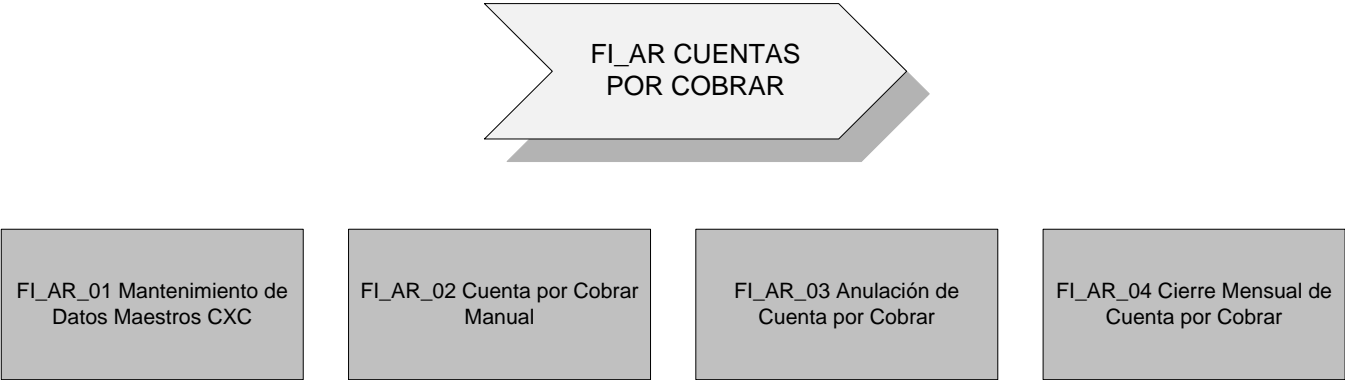 FI_AR CUENTAS
POR COBRAR
FI_AR_01 Mantenimiento de
Datos Maestros CXC
FI_AR_02 Cuenta por Cobrar
Manual
FI_AR_03 Anulación de
Cuenta por Cobrar
FI_AR_04 Cierre Mensual de
Cuenta por Cobrar